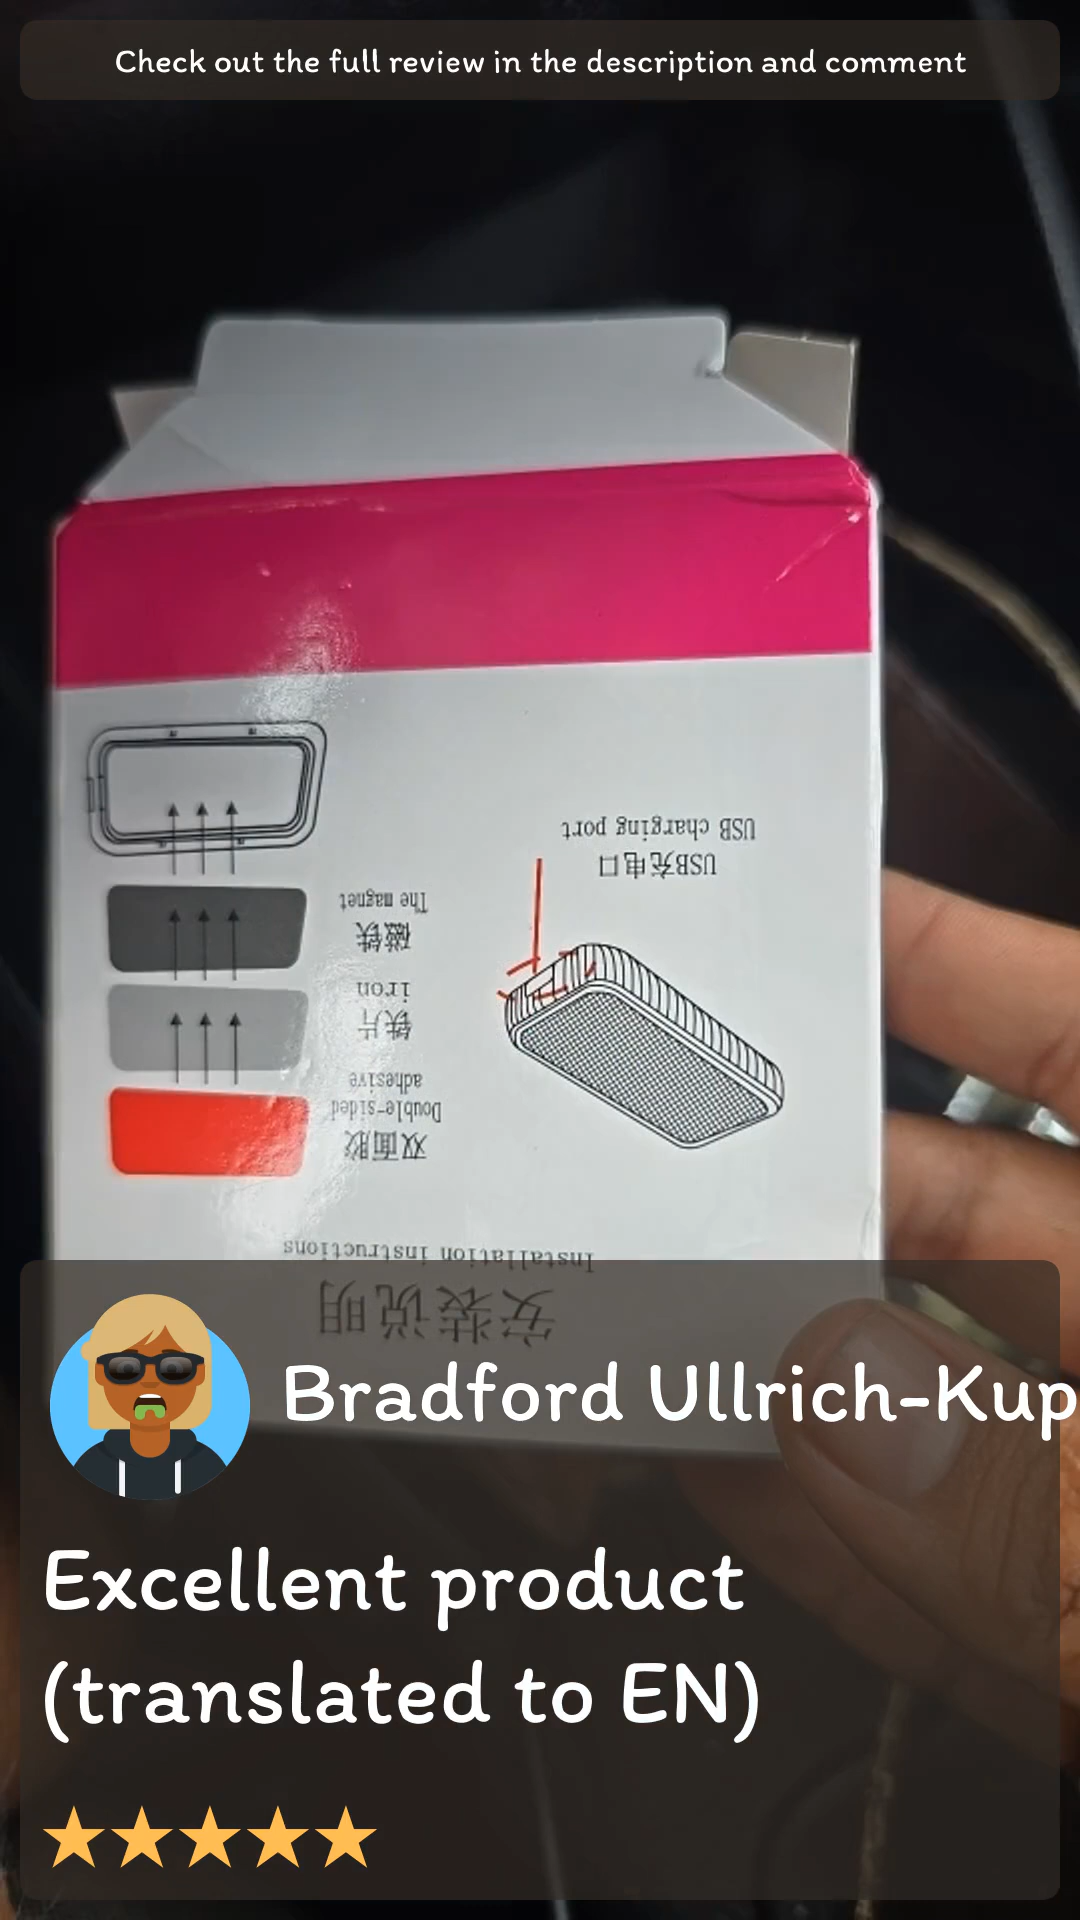 Check out the full review in the description and comment
安装说明
Installation instructions
双面胶
Double-sided
adhesive
铁片
iron
磁铁
The magnet
USB充电口
USB charging port
Bradford Ullrich-Kup
Excellent product
(translated to EN)